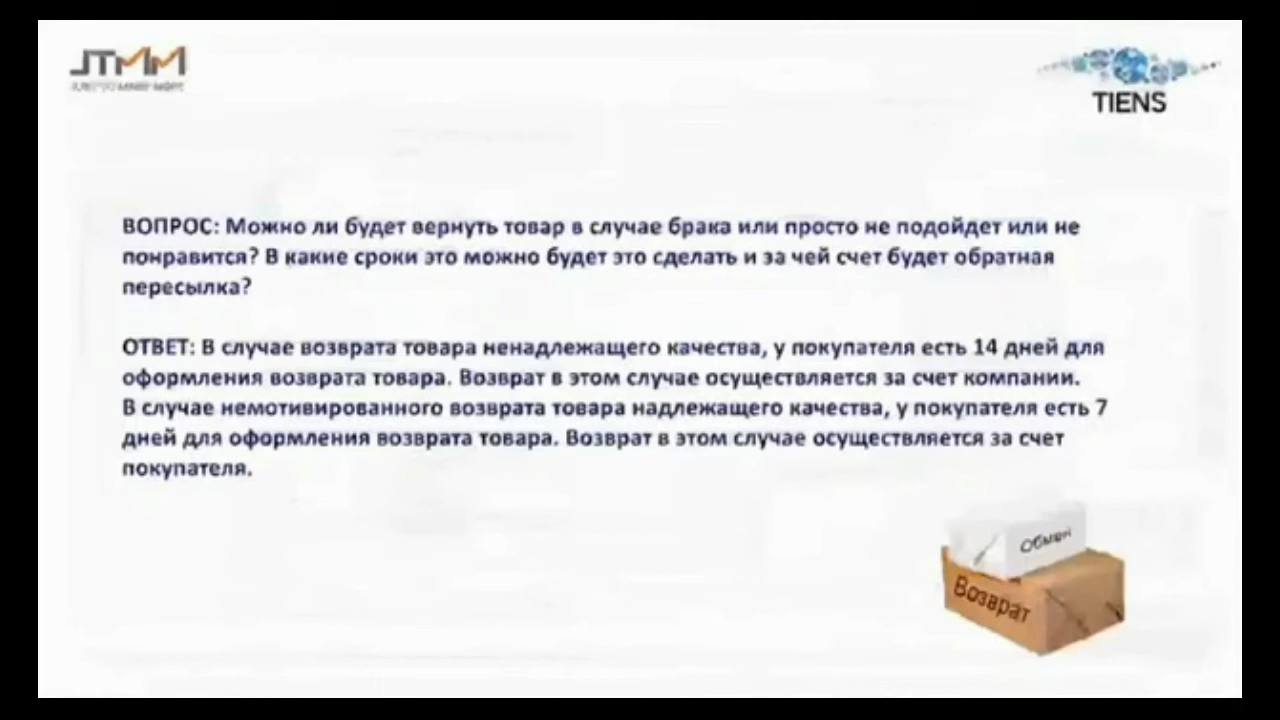 JTMM
TIENS
ВОПРОС: Можно ли будет вернуть товар в случае брака или просто не подойдет или не
понравится? В какие сроки это можно будет это сделать и за чей счет будет обратная
пересылка?
ОТВЕТ: В случае возврата товара ненадлежащего качества, у покупателя есть 14 дней для
оформления возврата товара. Возврат в этом случае осуществляется за счет компании.
В случае немотивированного возврата товара надлежащего качества, у покупателя есть 7
дней для оформления возврата товара. Возврат в этом случае осуществляется за счет
покупателя.
Обмен
Возврат